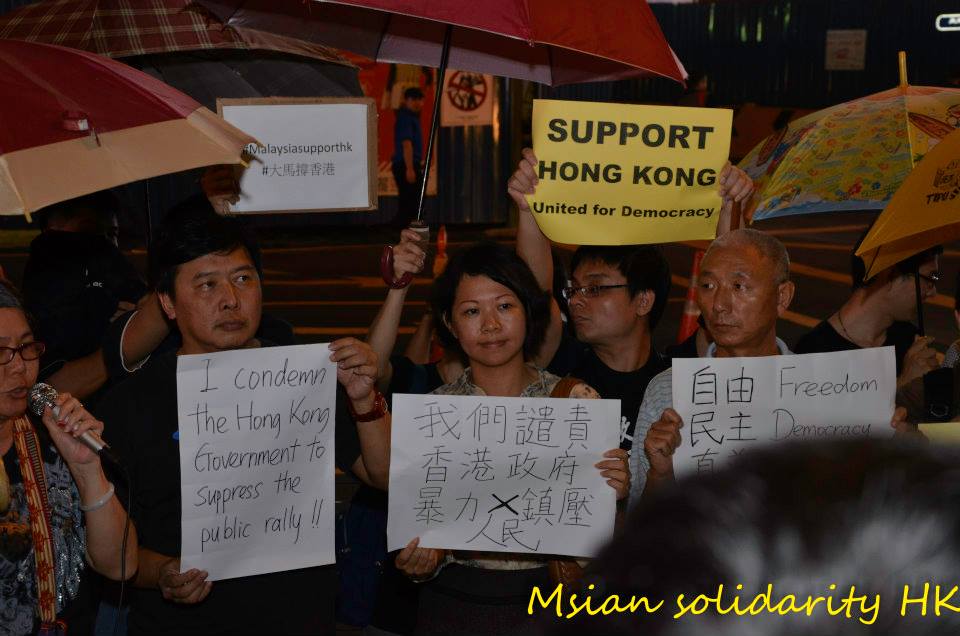 #Malaysiasupporthk
#大馬撐香港
SUPPORT
HONG KONG
United for Democracy
I condemn
the Hong Kong
Government to
suppress the
public rally !!
我們譴責
香港政府
暴力鎮壓
人民
自由 Freedom
民主 Democracy
Msian solidarity HK